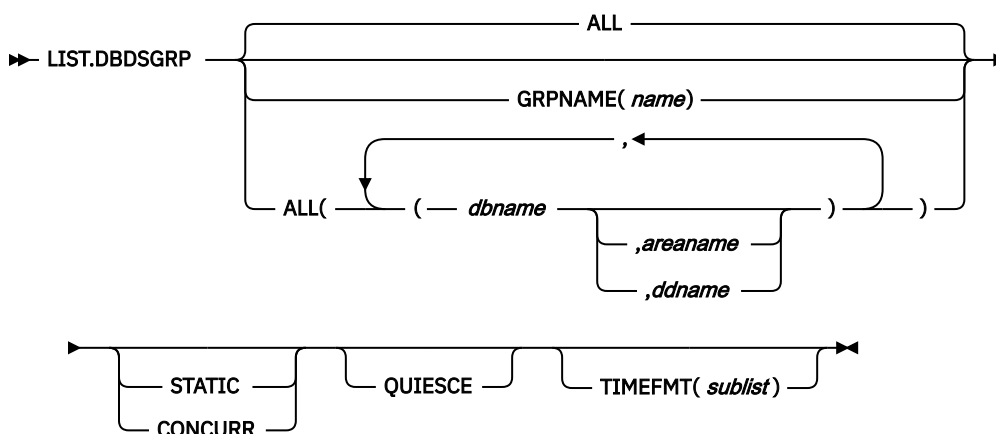 ALL
LIST.DBDSGRP
GRPNAME( name)
,
ALL( ( dbname ) )
,areaname
,ddname
STATIC QUIESCE TIMEFMT( sublist)
CONCURR